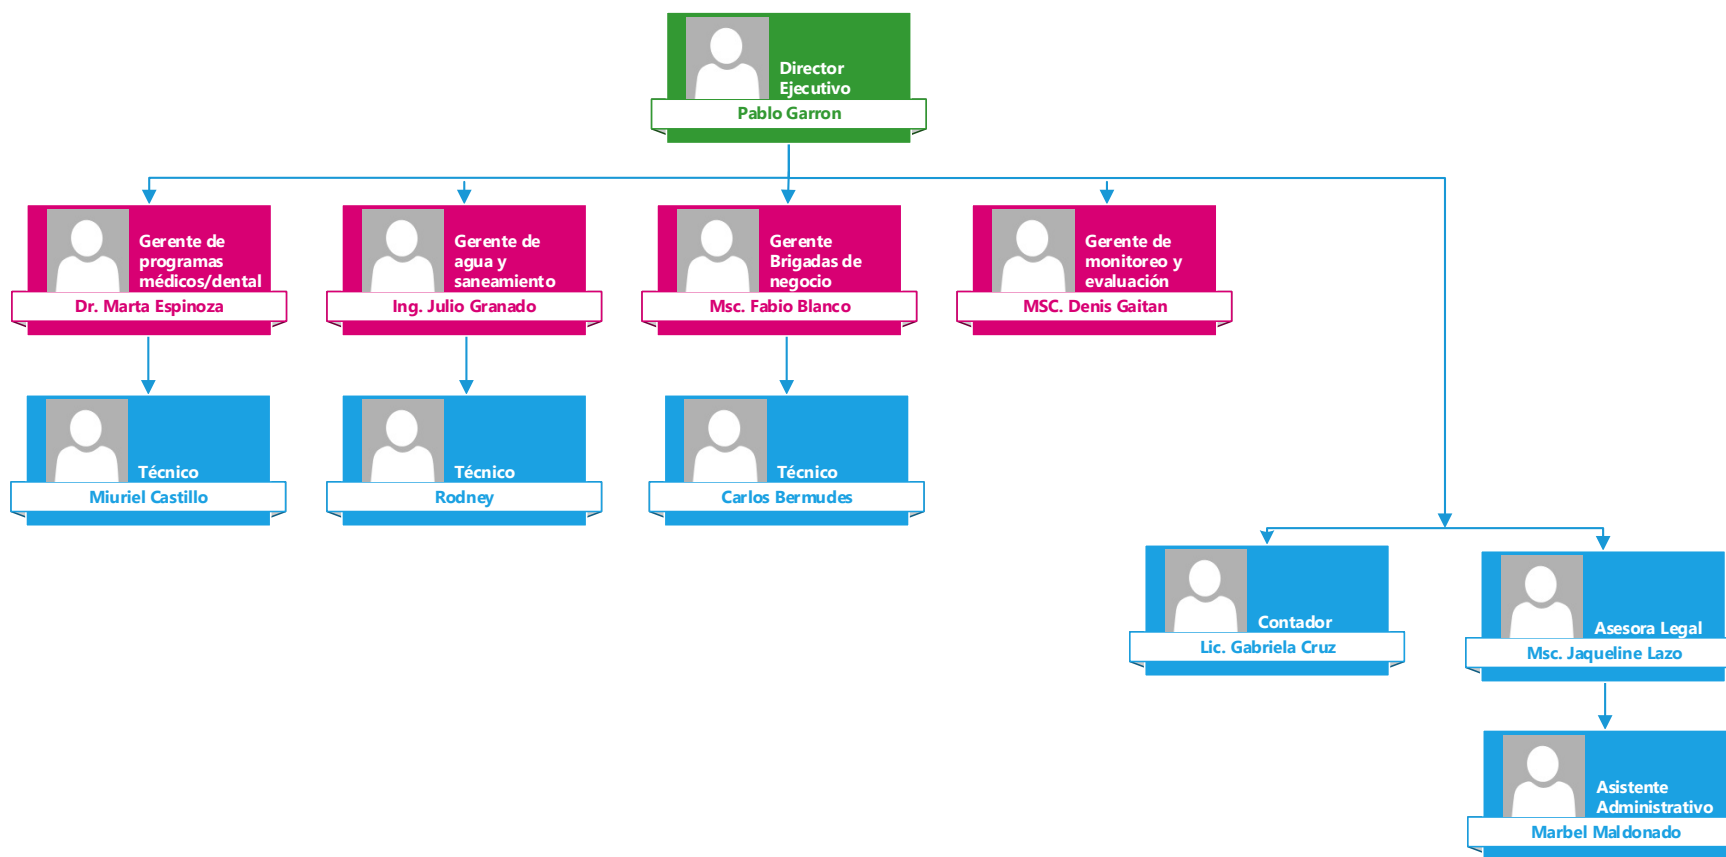 Director
Ejecutivo
Pablo Garron
Gerente de
programas
médicos/dental
Dr. Marta Espinoza
Gerente de
agua y
saneamiento
Ing. Julio Granado
Gerente
Brigadas de
negocio
Msc. Fabio Blanco
Gerente de
monitoreo y
evaluación
MSC. Denis Gaitan
Técnico
Miuriel Castillo
Técnico
Rodney
Técnico
Carlos Bermudes
Contador
Lic. Gabriela Cruz
Asesora Legal
Msc. Jaqueline Lazo
Asistente
Administrativo
Marbel Maldonado